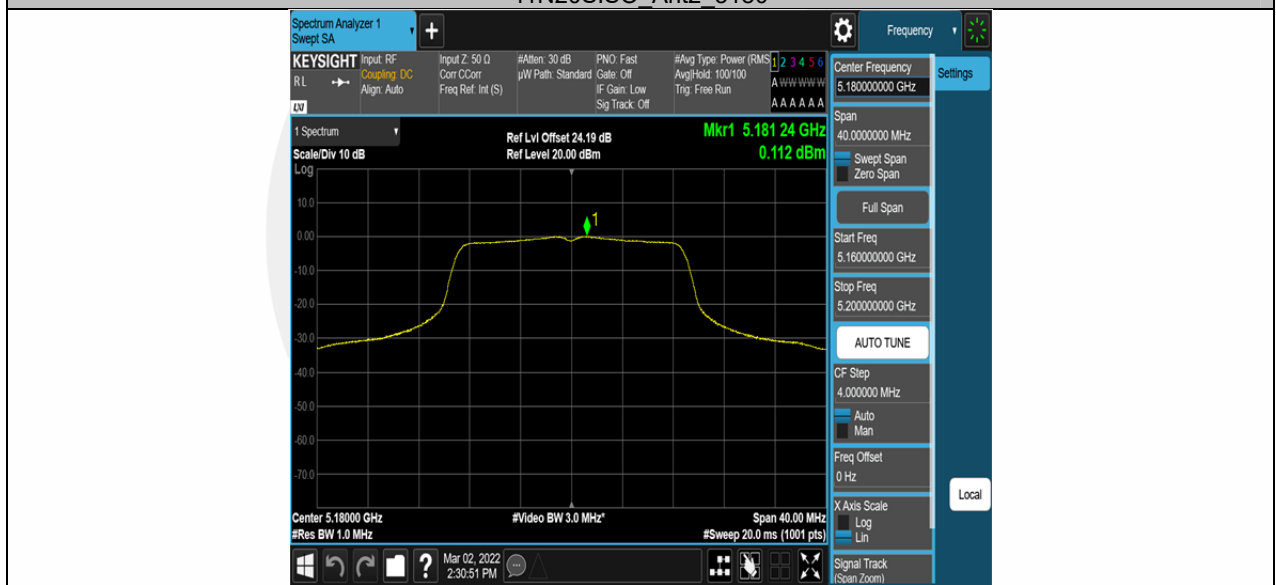 11N20SISO_Ant2_5180
Spectrum Analyzer 1
Swept SA
+
Frequency
KEYSIGHT
RL
LXI
Input: RF
Coupling: DC
Align: Auto
Input Z: 50 Ω
Corr CCorr
Freq Ref: Int (S)
#Atten: 30 dB
µW Path: Standard
PNO: Fast
Gate: Off
IF Gain: Low
Sig Track: Off
#Avg Type: Power (RMS
Avg|Hold: 100/100
Trig: Free Run
1 2 3 4 5 6
A W W W W W
A A A A A A
1 Spectrum
Scale/Div 10 dB
Log
Ref Lvl Offset 24.19 dB
Ref Level 20.00 dBm
Mkr1 5.181 24 GHz
0.112 dBm
10.0
0.00
-10.0
-20.0
-30.0
-40.0
-50.0
-60.0
-70.0
1
Center 5.18000 GHz
#Res BW 1.0 MHz
#Video BW 3.0 MHz*
Span 40.00 MHz
#Sweep 20.0 ms (1001 pts)
Mar 02, 2022
2:30:51 PM
?
Center Frequency
5.180000000 GHz
Settings
Span
40.0000000 MHz
Swept Span
Zero Span
Full Span
Start Freq
5.160000000 GHz
Stop Freq
5.200000000 GHz
AUTO TUNE
CF Step
4.000000 MHz
Auto
Man
Freq Offset
0 Hz
X Axis Scale
Log
Lin
Local
Signal Track
(Span Zoom)